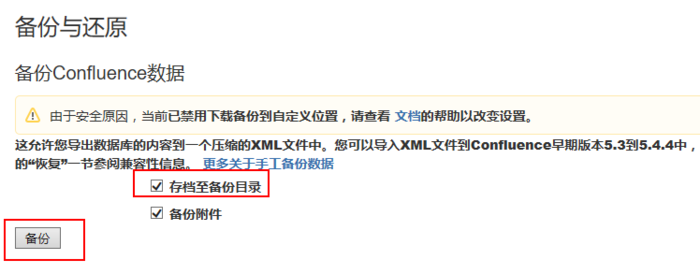 备份与还原
备份Confluence数据
由于安全原因，当前已禁用下载备份到自定义位置，请查看 文档的帮助以改变设置。
这允许您导出数据库的内容到一个压缩的XML文件中。您可以导入XML文件到Confluence早期版本5.3到5.4.4中，
的“恢复”一节参阅兼容性信息。 更多关于手工备份数据
存档至备份目录
备份附件
备份